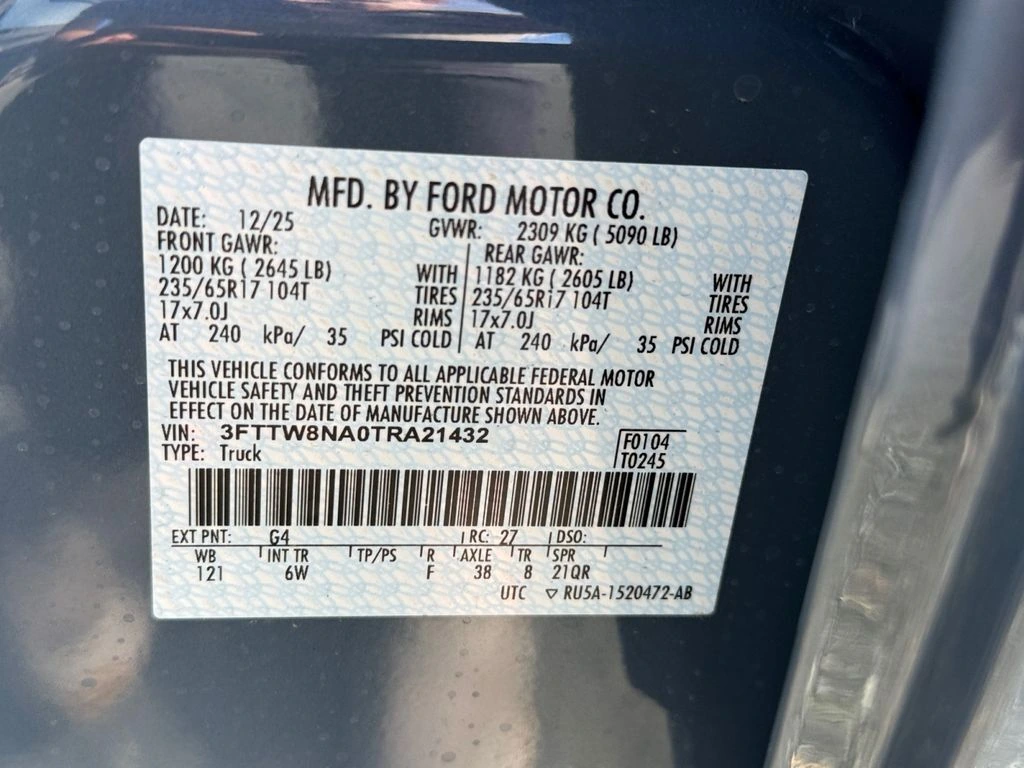 MFD. BY FORD MOTOR CO.
DATE: 12/25 GVWR: 2309 KG ( 5090 LB)
FRONT GAWR: REAR GAWR:
1200 KG ( 2645 LB) WITH 1182 KG ( 2605 LB) WITH
235/65R17 104T TIRES 235/65R17 104T TIRES
17x7.0J RIMS 17x7.0J RIMS
AT 240 kPa/ 35 PSI COLD AT 240 kPa/ 35 PSI COLD
THIS VEHICLE CONFORMS TO ALL APPLICABLE FEDERAL MOTOR
VEHICLE SAFETY AND THEFT PREVENTION STANDARDS IN
EFFECT ON THE DATE OF MANUFACTURE SHOWN ABOVE.
VIN: 3FTTW8NA0TRA21432 F0104
TYPE: Truck T0245
EXT PNT: G4 RC: 27 DSO:
WB INT TR TP/PS R AXLE TR SPR
121 6W F 38 8 21QR
UTC ▽ RU5A-1520472-AB